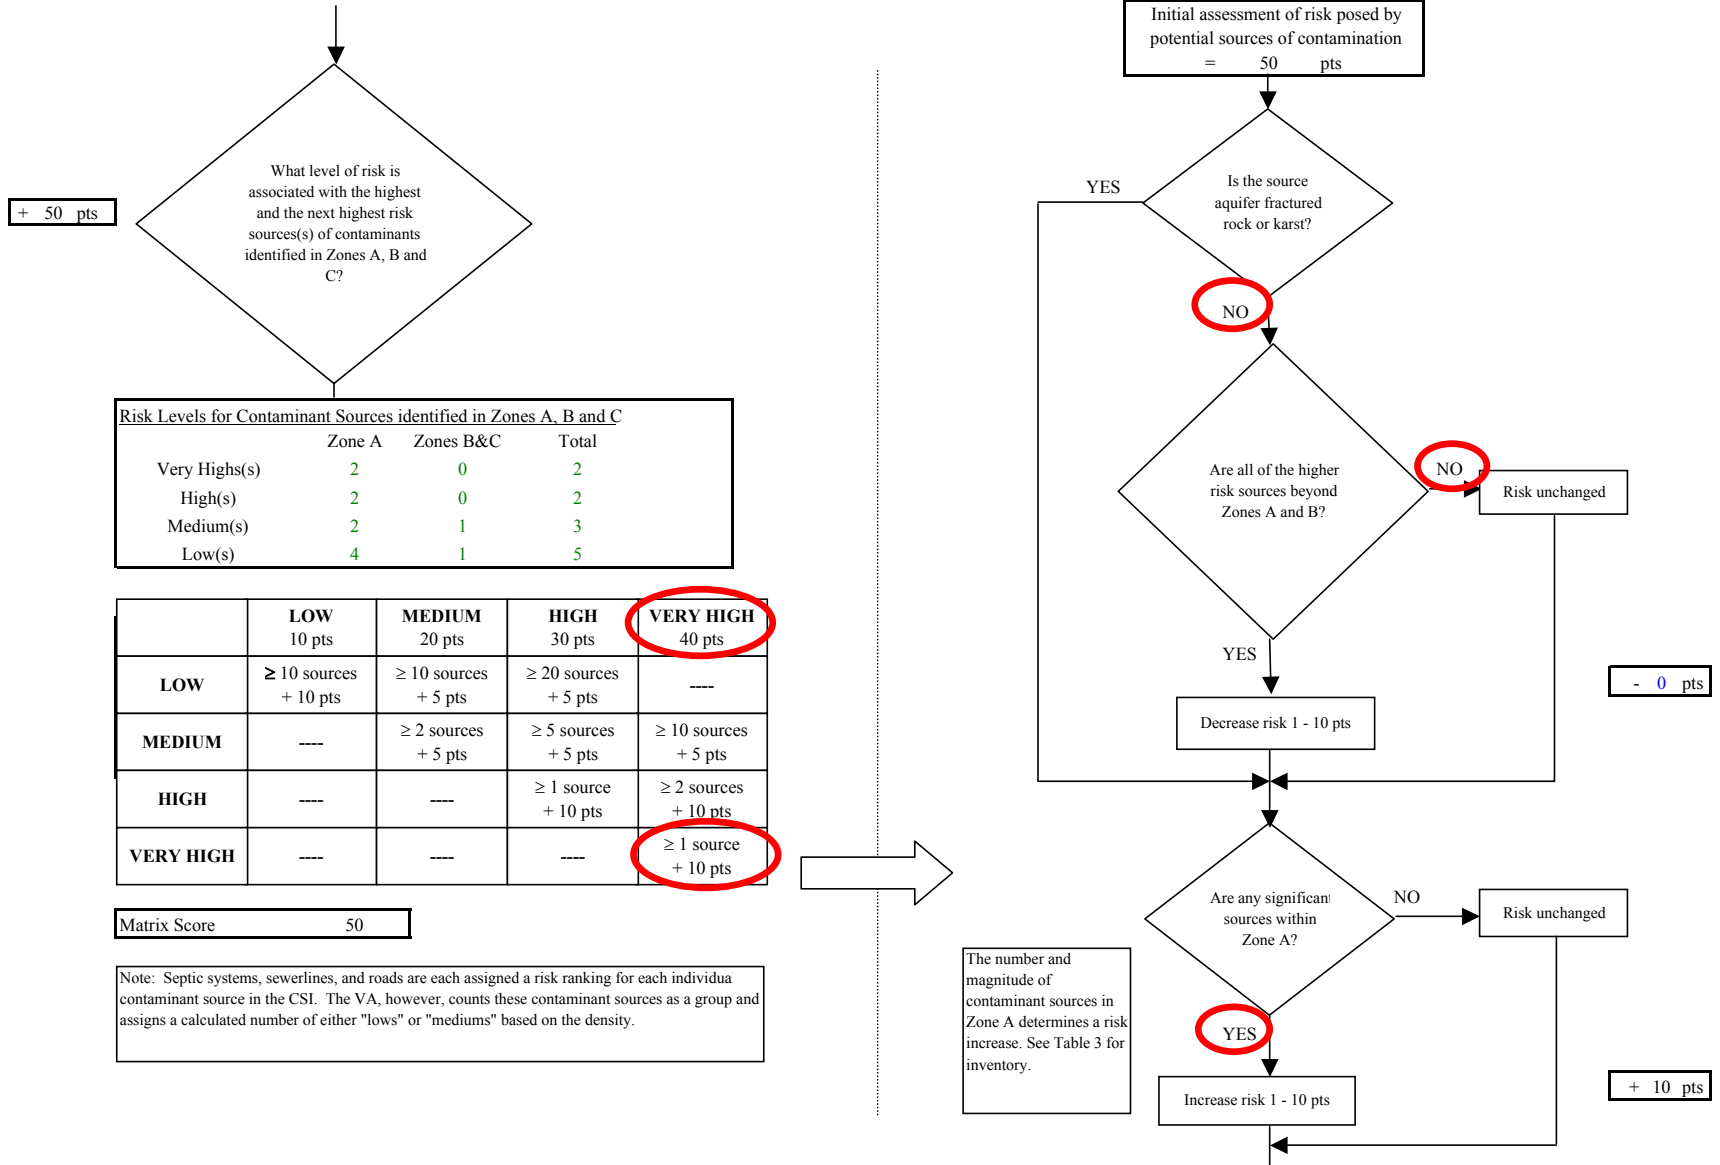 What level of risk is
associated with the highest
and the next highest risk
sources(s) of contaminants
identified in Zones A, B and
C?
+ 50 pts
Risk Levels for Contaminant Sources identified in Zones A, B and C
Zone A Zones B&C Total
Very Highs(s) 2 0 2
High(s) 2 0 2
Medium(s) 2 1 3
Low(s) 4 1 5
LOW MEDIUM HIGH VERY HIGH
10 pts 20 pts 30 pts 40 pts
LOW ≥ 10 sources ≥ 10 sources ≥ 20 sources ----
+ 10 pts + 5 pts + 5 pts
MEDIUM ---- ≥ 2 sources ≥ 5 sources ≥ 10 sources
+ 5 pts + 5 pts + 5 pts
HIGH ---- ---- ≥ 1 source ≥ 2 sources
+ 10 pts + 10 pts
VERY HIGH ---- ---- ---- ≥ 1 source
+ 10 pts
Matrix Score 50
Note: Septic systems, sewerlines, and roads are each assigned a risk ranking for each individua
contaminant source in the CSI. The VA, however, counts these contaminant sources as a group and
assigns a calculated number of either "lows" or "mediums" based on the density.
Initial assessment of risk posed by
potential sources of contamination
= 50 pts
Is the source
aquifer fractured
rock or karst?
YES
NO
Are all of the higher
risk sources beyond
Zones A and B?
NO
Risk unchanged
YES
Decrease risk 1 - 10 pts
- 0 pts
Are any significant
sources within
Zone A?
NO
Risk unchanged
YES
The number and
magnitude of
contaminant sources in
Zone A determines a risk
increase. See Table 3 for
inventory.
Increase risk 1 - 10 pts
+ 10 pts